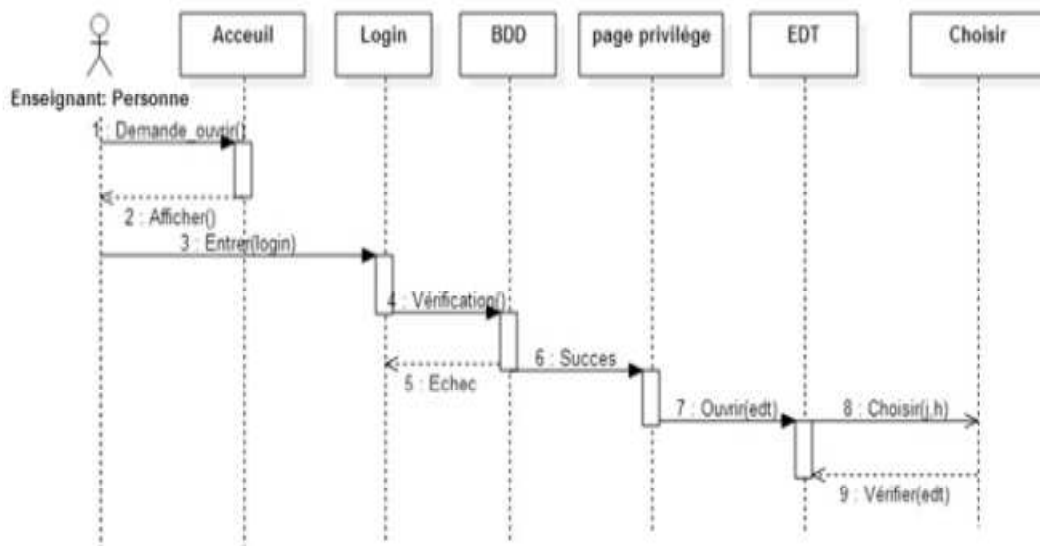 Acceuil
Login
BDD
page privilége
EDT
Choisir
Enseignant: Personne
1 : Demande_ouvrir()
2 : Afficher()
3 : Entrer(login)
4 : Vérification()
5 : Echec
6 : Succes
7 : Ouvrir(edt)
8 : Choisir(j,h)
9 : Vérifier(edt)